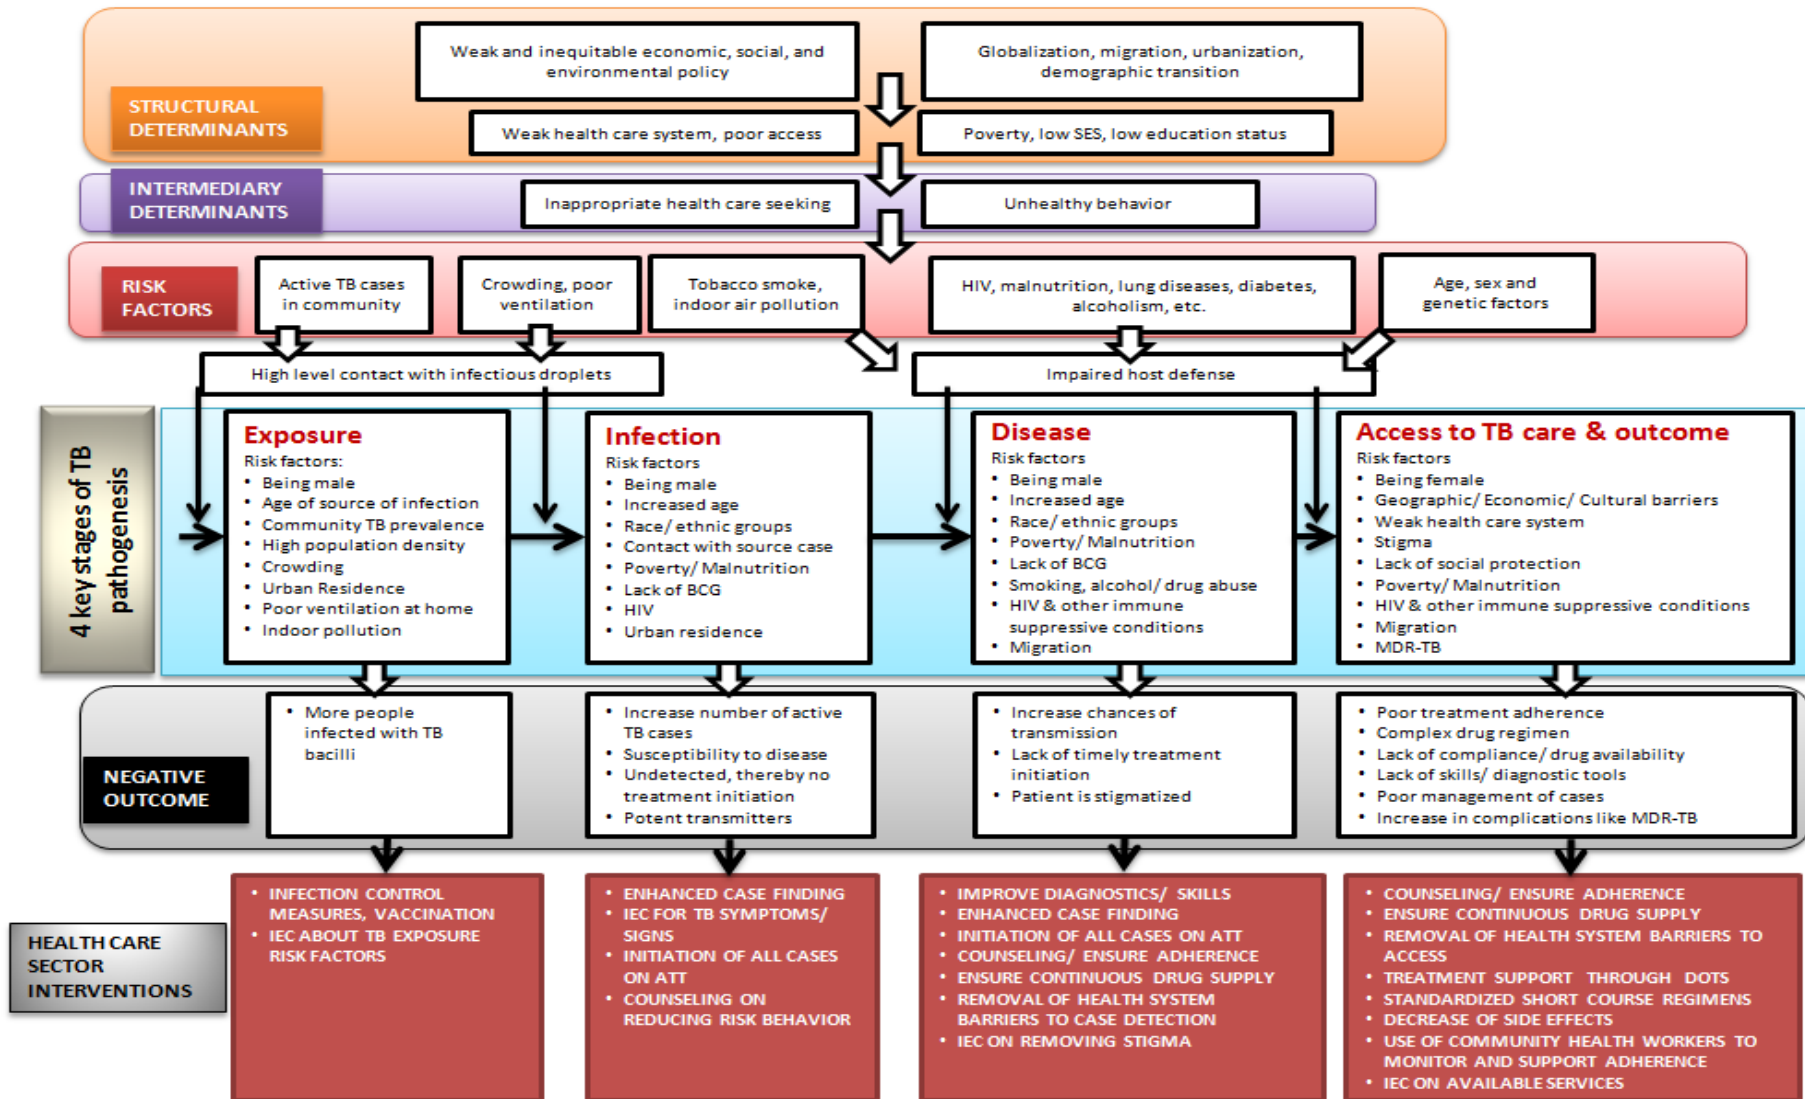 Weak and inequitable economic, social, and
environmental policy
Globalization, migration, urbanization,
demographic transition
STRUCTURAL
DETERMINANTS
Weak health care system, poor access
Poverty, low SES, low education status
INTERMEDIARY
DETERMINANTS
Inappropriate health care seeking
Unhealthy behavior
RISK
FACTORS
Active TB cases
in community
Crowding, poor
ventilation
Tobacco smoke,
indoor air pollution
HIV, malnutrition, lung diseases, diabetes,
alcoholism, etc.
Age, sex and
genetic factors
High level contact with infectious droplets
Impaired host defense
4 key stages of TB
pathogenesis
Exposure
Risk factors:
• Being male
• Age of source of infection
• Community TB prevalence
• High population density
• Crowding
• Urban Residence
• Poor ventilation at home
• Indoor pollution
Infection
Risk factors
• Being male
• Increased age
• Race/ ethnic groups
• Contact with source case
• Poverty/ Malnutrition
• Lack of BCG
• HIV
• Urban residence
Disease
Risk factors
• Being male
• Increased age
• Race/ ethnic groups
• Poverty/ Malnutrition
• Lack of BCG
• Smoking, alcohol/ drug abuse
• HIV & other immune
suppressive conditions
• Migration
Access to TB care & outcome
Risk factors
• Being female
• Geographic/ Economic/ Cultural barriers
• Weak health care system
• Stigma
• Lack of social protection
• Poverty/ Malnutrition
• HIV & other immune suppressive conditions
• Migration
• MDR-TB
NEGATIVE
OUTCOME
• More people
infected with TB
bacilli
• Increase number of active
TB cases
• Susceptibility to disease
• Undetected, thereby no
treatment initiation
• Potent transmitters
• Increase chances of
transmission
• Lack of timely treatment
initiation
• Patient is stigmatized
• Poor treatment adherence
• Complex drug regimen
• Lack of compliance/ drug availability
• Lack of skills/ diagnostic tools
• Poor management of cases
• Increase in complications like MDR-TB
HEALTH CARE
SECTOR
INTERVENTIONS
• INFECTION CONTROL
MEASURES, VACCINATION
• IEC ABOUT TB EXPOSURE
RISK FACTORS
• ENHANCED CASE FINDING
• IEC FOR TB SYMPTOMS/
SIGNS
• INITIATION OF ALL CASES
ON ATT
• COUNSELING ON
REDUCING RISK BEHAVIOR
• IMPROVE DIAGNOSTICS/ SKILLS
• ENHANCED CASE FINDING
• INITIATION OF ALL CASES ON ATT
• COUNSELING/ ENSURE ADHERENCE
• ENSURE CONTINUOUS DRUG SUPPLY
• REMOVAL OF HEALTH SYSTEM
BARRIERS TO CASE DETECTION
• IEC ON REMOVING STIGMA
• COUNSELING/ ENSURE ADHERENCE
• ENSURE CONTINUOUS DRUG SUPPLY
• REMOVAL OF HEALTH SYSTEM BARRIERS TO
ACCESS
• TREATMENT SUPPORT THROUGH DOTS
• STANDARDIZED SHORT COURSE REGIMENS
• DECREASE OF SIDE EFFECTS
• USE OF COMMUNITY HEALTH WORKERS TO
MONITOR AND SUPPORT ADHERENCE
• IEC ON AVAILABLE SERVICES